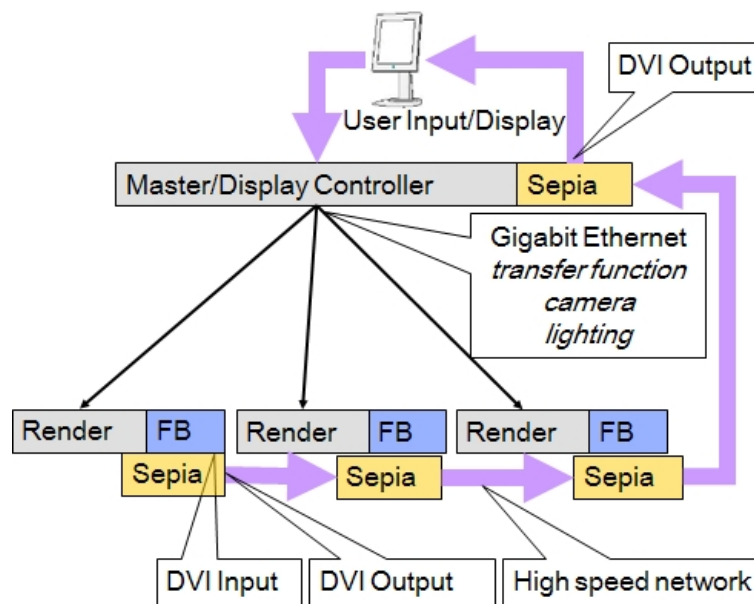 DVI Output
User Input/Display
Master/Display Controller
Sepia
Gigabit Ethernet
transfer function
camera
lighting
Render
FB
Render
FB
Render
FB
Sepia
Sepia
Sepia
DVI Input
DVI Output
High speed network